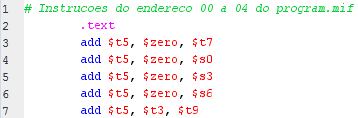 1 # Instrucoes do endereco 00 a 04 do program.mif
2 .text
3 add $t5, $zero, $t7
4 add $t5, $zero, $s0
5 add $t5, $zero, $s3
6 add $t5, $zero, $s6
7 add $t5, $t3, $t9